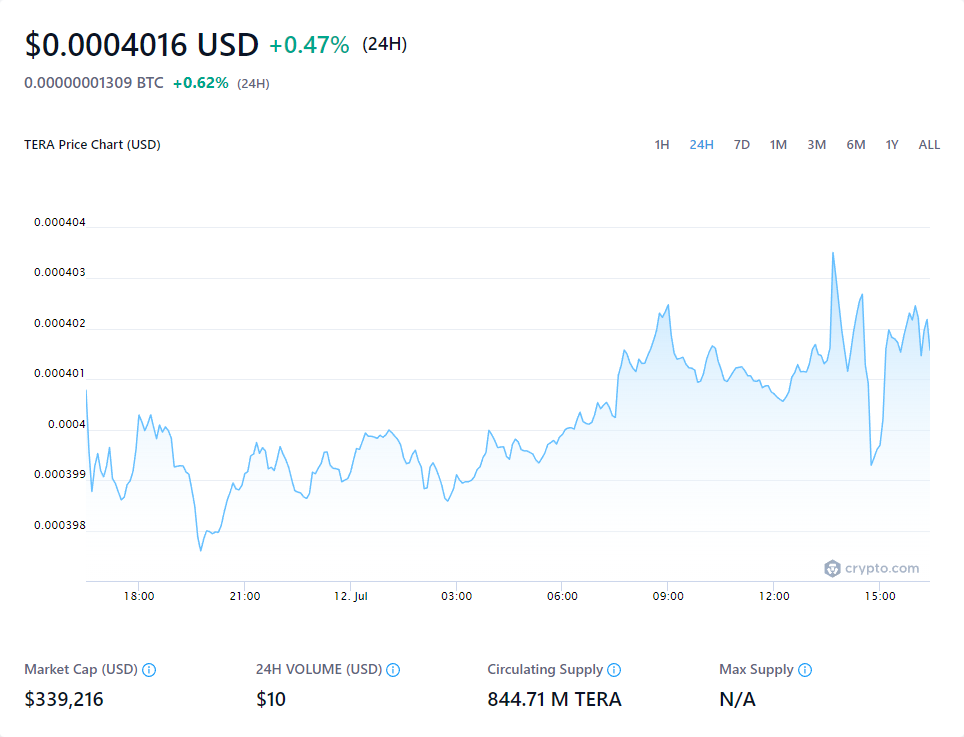 $0.0004016 USD +0.47% (24H)
0.00000001309 BTC +0.62% (24H)
TERA Price Chart (USD) 1H 24H 7D 1M 3M 6M 1Y ALL
0.000404
0.000403
0.000402
0.000401
0.0004
0.000399
0.000398
crypto.com
18:00 21:00 12. Jul 03:00 06:00 09:00 12:00 15:00
Market Cap (USD) 24H VOLUME (USD) Circulating Supply Max Supply
$339,216 $10 844.71 M TERA N/A